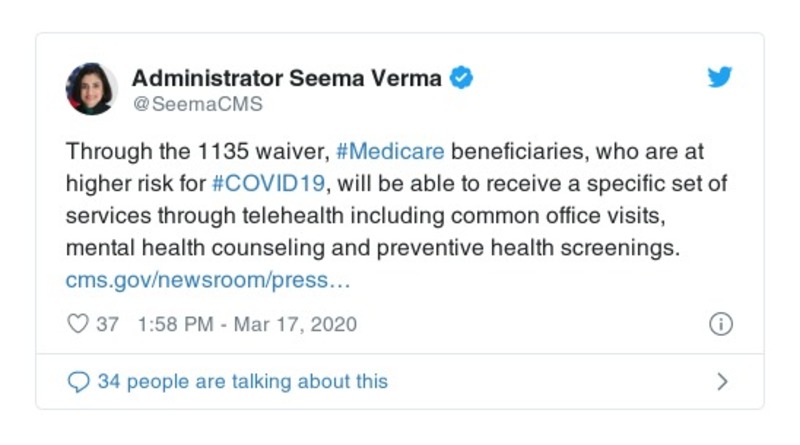 Administrator Seema Verma
@SeemaCMS
Through the 1135 waiver, #Medicare beneficiaries, who are at
higher risk for #COVID19, will be able to receive a specific set of
services through telehealth including common office visits,
mental health counseling and preventive health screenings.
cms.gov/newsroom/press…
37 1:58 PM - Mar 17, 2020
34 people are talking about this